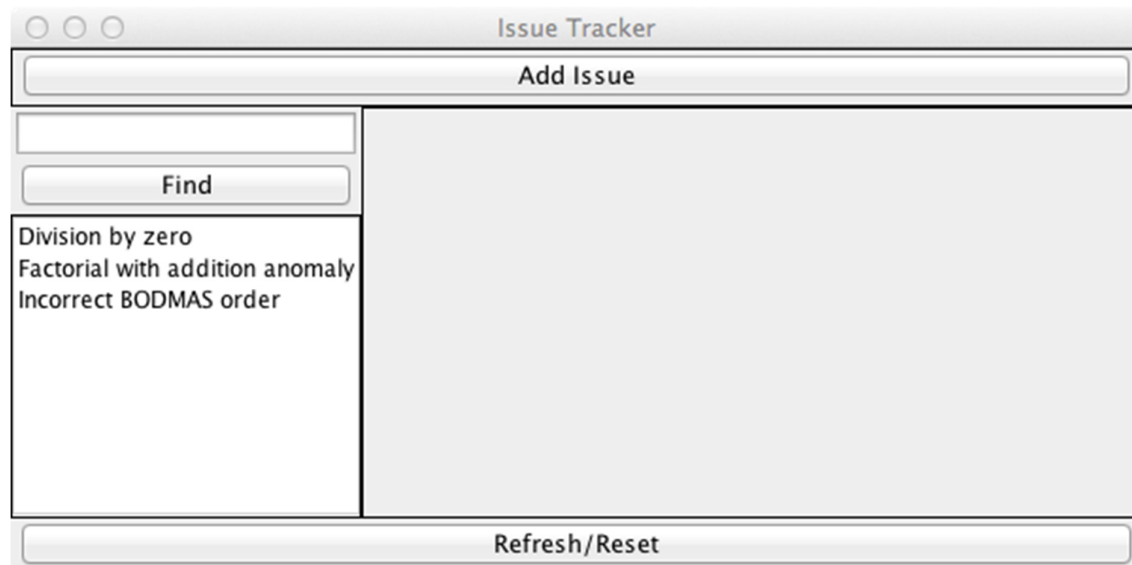 Issue Tracker
Add Issue
Find
Division by zero
Factorial with addition anomaly
Incorrect BODMAS order
Refresh/Reset